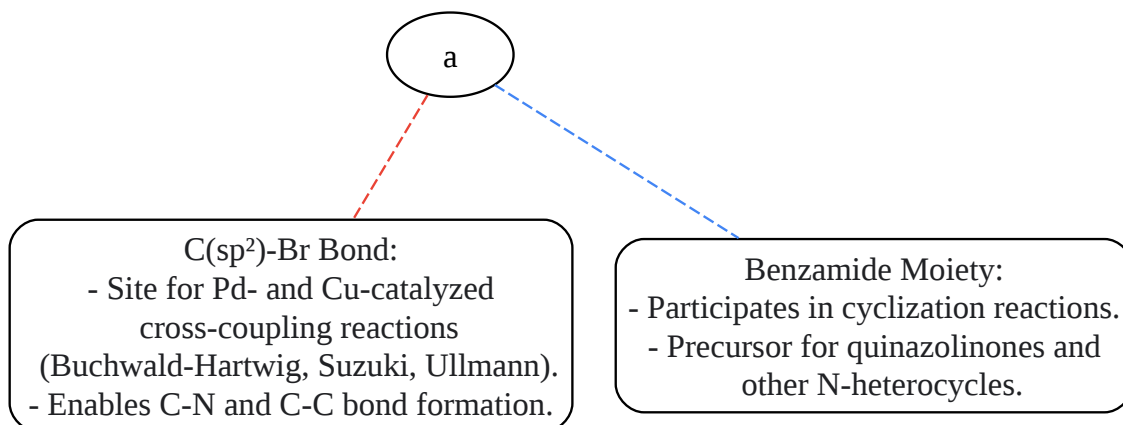 a
C(sp²)-Br Bond:
- Site for Pd- and Cu-catalyzed
cross-coupling reactions
(Buchwald-Hartwig, Suzuki, Ullmann).
- Enables C-N and C-C bond formation.
Benzamide Moiety:
- Participates in cyclization reactions.
- Precursor for quinazolinones and
other N-heterocycles.